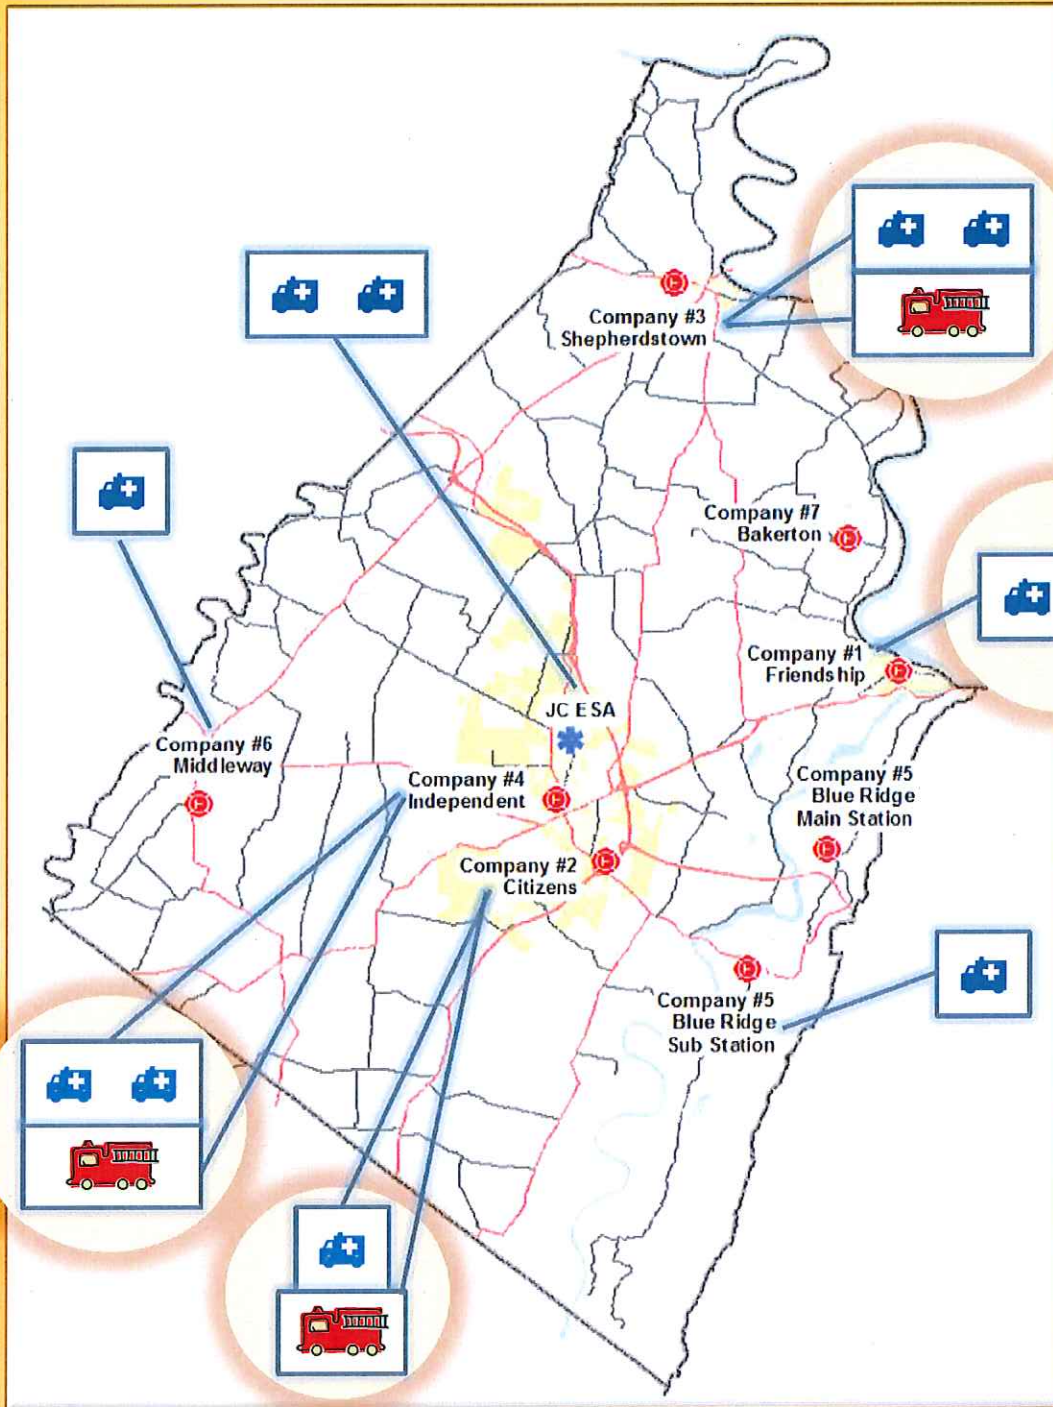 Company #3
Shepherdstown
Company #7
Bakerton
Company #1
Friendship
JC ESA
Company #6
Middleway
Company #4
Independent
Company #5
Blue Ridge
Main Station
Company #2
Citizens
Company #5
Blue Ridge
Sub Station